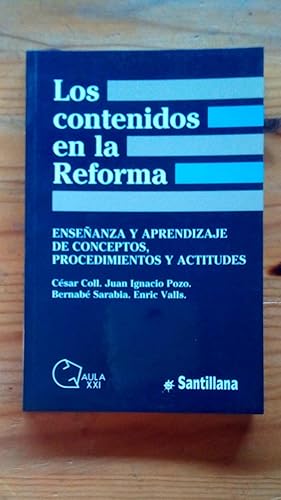 Los
contenidos
en la
Reforma
ENSEÑANZA Y APRENDIZAJE
DE CONCEPTOS,
PROCEDIMIENTOS Y ACTITUDES
César Coll. Juan Ignacio Pozo.
Bernabé Sarabia. Enric Valls.
AULA
XXI
Santillana